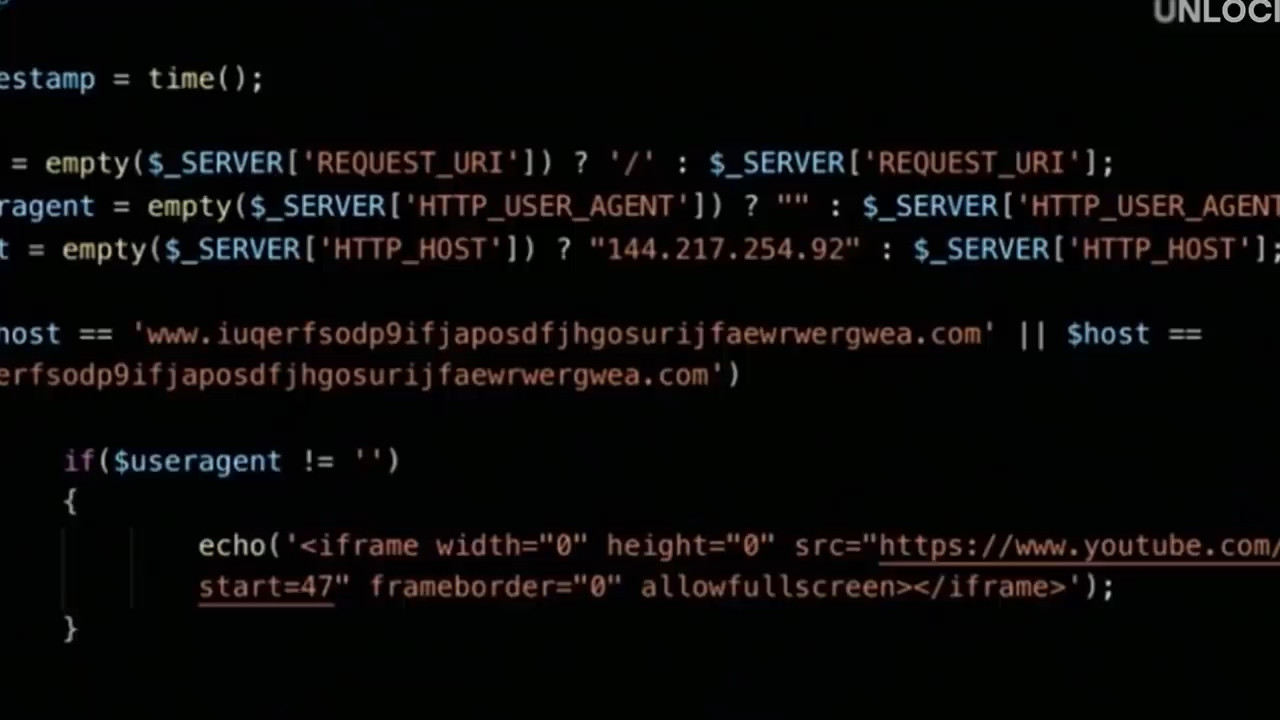 UNLOC
estamp = time();
= empty($_SERVER['REQUEST_URI']) ? '/' : $_SERVER['REQUEST_URI'];
ragent = empty($_SERVER['HTTP_USER_AGENT']) ? "" : $_SERVER['HTTP_USER_AGENT
t = empty($_SERVER['HTTP_HOST']) ? "144.217.254.92" : $_SERVER['HTTP_HOST'];
host == 'www.iuqerfsodp9ifjaposdfjhgosurijfaewrwergwea.com' || $host ==
erfsodp9ifjaposdfjhgosurijfaewrwergwea.com')
if($useragent != '')
{
echo('<iframe width="0" height="0" src="https://www.youtube.com/
start=47" frameborder="0" allowfullscreen></iframe>');
}